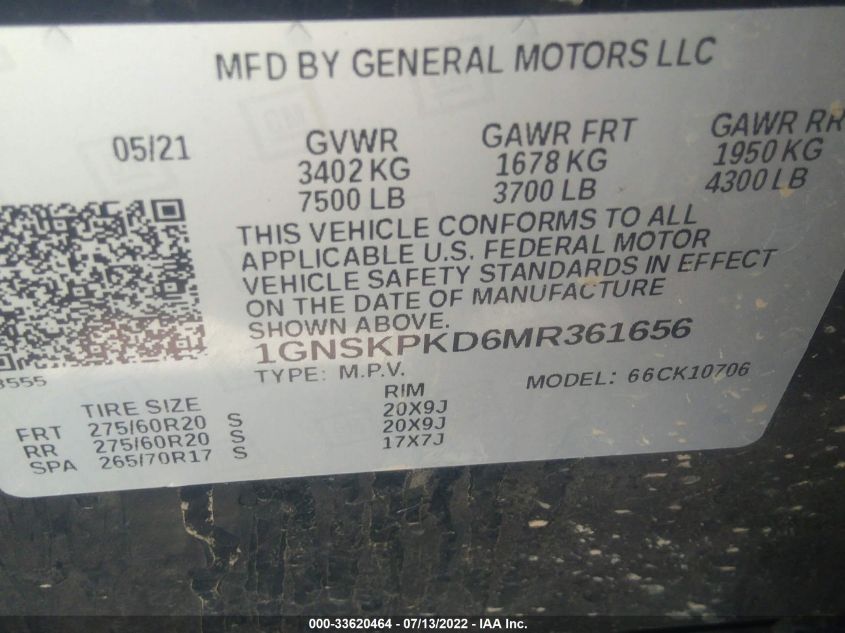 MFD BY GENERAL MOTORS LLC
05/21 GVWR GAWR FRT GAWR RR
3402 KG 1678 KG 1950 KG
7500 LB 3700 LB 4300 LB
THIS VEHICLE CONFORMS TO ALL
APPLICABLE U.S. FEDERAL MOTOR
VEHICLE SAFETY STANDARDS IN EFFECT
ON THE DATE OF MANUFACTURE
SHOWN ABOVE.
1GNSKPKD6MR361656
3555 TYPE: M.P.V. MODEL: 66CK10706
TIRE SIZE RIM
FRT 275/60R20 S 20X9J
RR 275/60R20 S 20X9J
SPA 265/70R17 S 17X7J
000-33620464 - 07/13/2022 - IAA Inc.